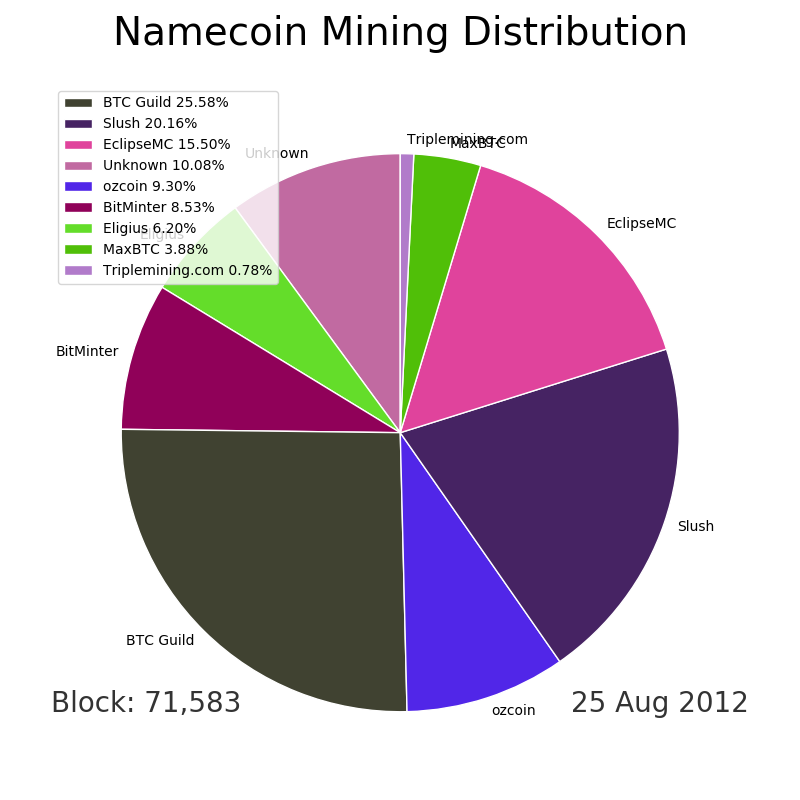 Namecoin Mining Distribution
BTC Guild 25.58%
Slush 20.16%
EclipseMC 15.50%
Unknown 10.08%
ozcoin 9.30%
BitMinter 8.53%
Eligius 6.20%
MaxBTC 3.88%
Triplemining.com 0.78%
Unknown
Triplemining.com
MaxBTC
EclipseMC
Eligius
BitMinter
Slush
BTC Guild
ozcoin
Block: 71,583
25 Aug 2012